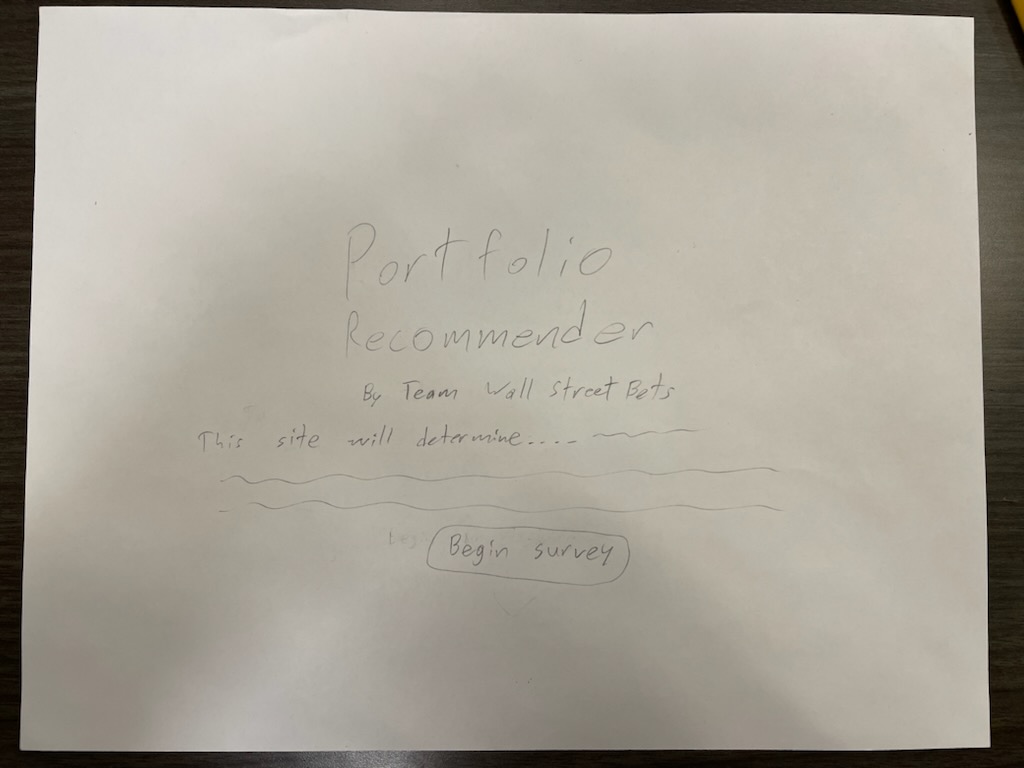 Portfolio
Recommender
By Team Wall Street Bets
This site will determine....
Begin survey